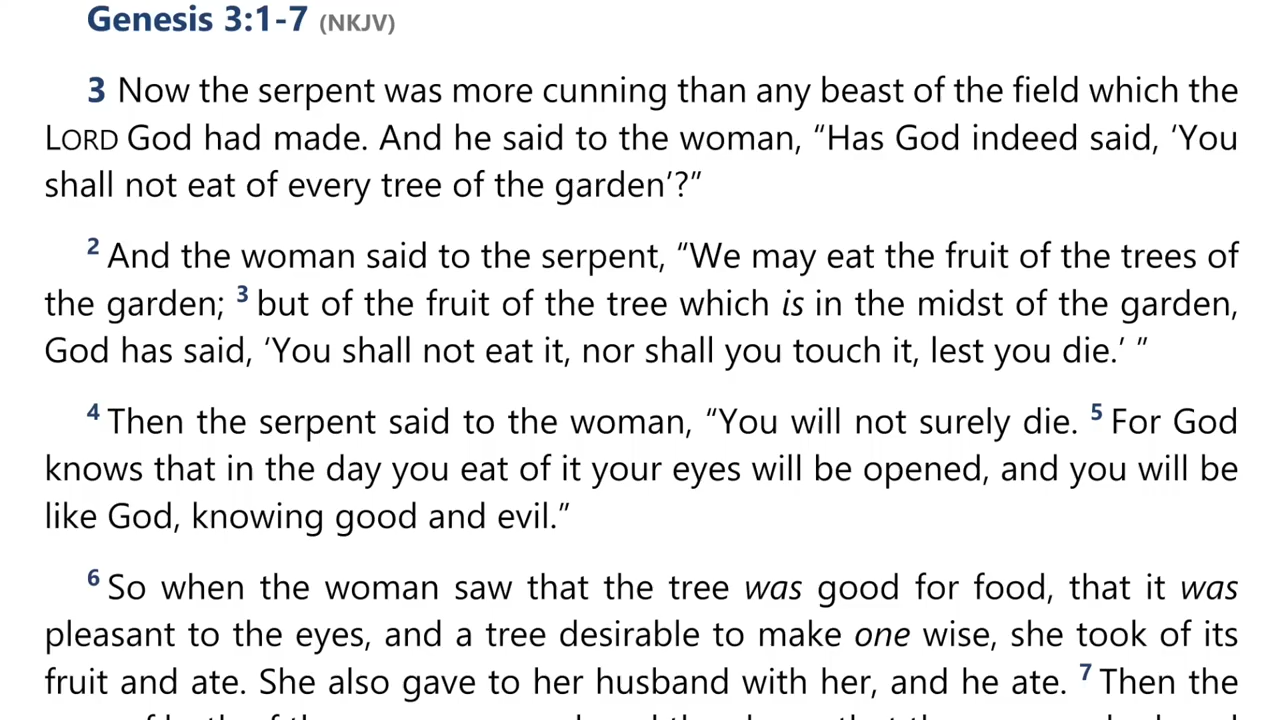 Genesis 3:1-7 (NKJV)
3 Now the serpent was more cunning than any beast of the field which the
LORD God had made. And he said to the woman, “Has God indeed said, ‘You
shall not eat of every tree of the garden’?”
2 And the woman said to the serpent, “We may eat the fruit of the trees of
the garden; 3 but of the fruit of the tree which is in the midst of the garden,
God has said, ‘You shall not eat it, nor shall you touch it, lest you die.’ ”
4 Then the serpent said to the woman, “You will not surely die. 5 For God
knows that in the day you eat of it your eyes will be opened, and you will be
like God, knowing good and evil.”
6 So when the woman saw that the tree was good for food, that it was
pleasant to the eyes, and a tree desirable to make one wise, she took of its
fruit and ate. She also gave to her husband with her, and he ate. 7 Then the